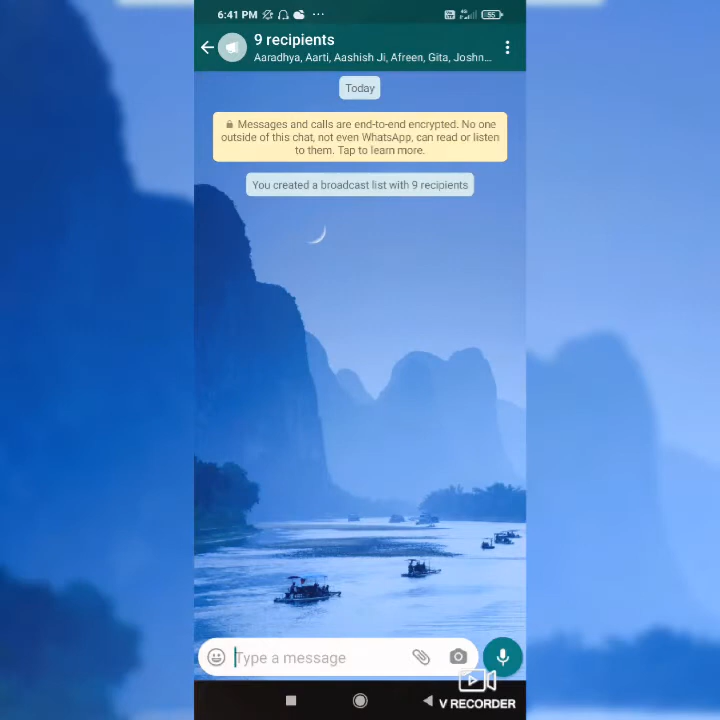 6:41 PM
4G
55
9 recipients
Aaradhya, Aarti, Aashish Ji, Afreen, Gita, Joshn...
Today
Messages and calls are end-to-end encrypted. No one
outside of this chat, not even WhatsApp, can read or listen
to them. Tap to learn more.
You created a broadcast list with 9 recipients
Type a message
V RECORDER